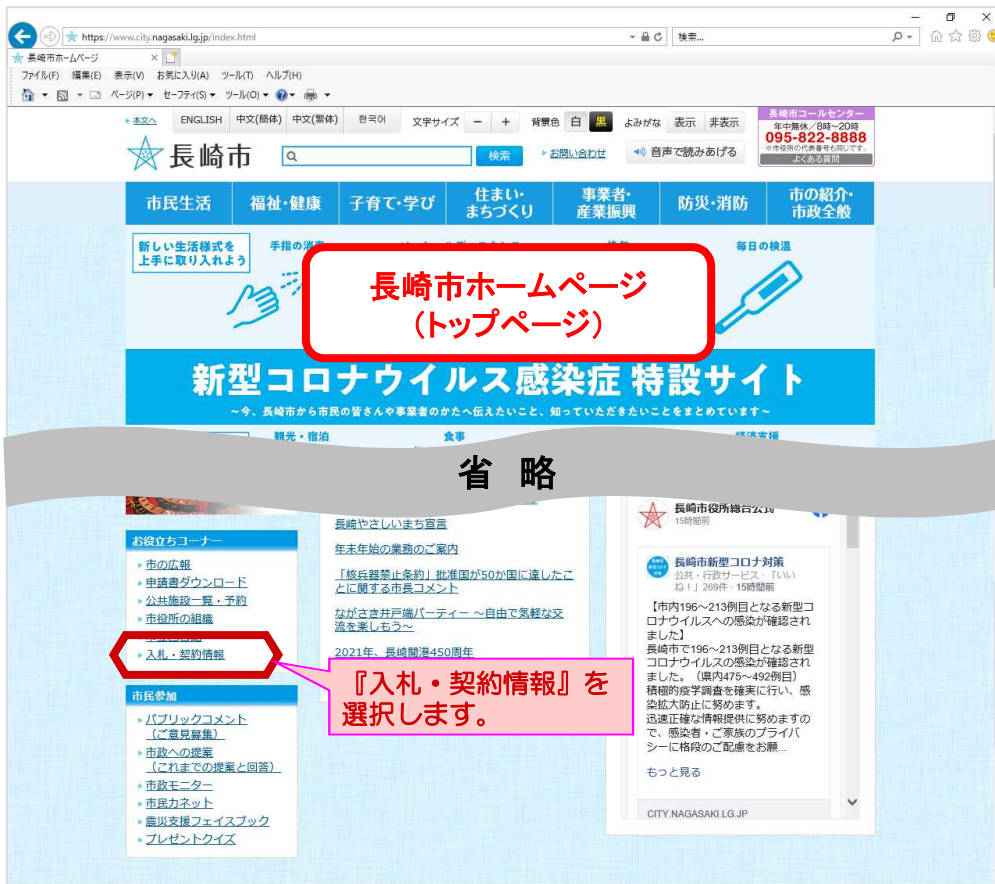 https://www.city.nagasaki.lg.jp/index.html
検索...
長崎市ホームページ
ファイル(F) 編集(E) 表示(V) お気に入り(A) ツール(T) ヘルプ(H)
ページ(P) セーフティ(S) ツール(O)
本文へ ENGLISH 中文(簡体) 中文(繁体) 한국어 文字サイズ － ＋ 背景色 白 黒 よみがな 表示 非表示
長崎市コールセンター
年中無休／8時～20時
095-822-8888
※市役所の代表番号も同じです。
よくある質問
長崎市 検索 お問い合わせ 音声で読みあげる
市民生活 福祉・健康 子育て・学び 住まい・まちづくり 事業者・産業振興 防災・消防 市の紹介・市政全般
新しい生活様式を
上手に取り入れよう
手指の消毒
毎日の検温
長崎市ホームページ
(トップページ)
新型コロナウイルス感染症 特設サイト
～今、長崎市から市民の皆さんや事業者のかたへ伝えたいこと、知っていただきたいことをまとめています～
観光・宿泊 食事 経済支援
省 略
お役立ちコーナー
市の広報
申請書ダウンロード
公共施設一覧・予約
市役所の組織
入札・契約情報
市民参加
パブリックコメント
（ご意見募集）
市政への提案
（これまでの提案と回答）
市政モニター
市民力ネット
震災支援フェイスブック
プレゼントクイズ
長崎やさしいまち宣言
年末年始の業務のご案内
「核兵器禁止条約」批准国が50か国に達したこ
とに関する市長コメント
ながさき井戸端パーティー ～自由で気軽な交
流を楽しもう～
2021年、長崎開港450周年
『入札・契約情報』を
選択します。
長崎市役所総合公式
15時間前
長崎市新型コロナ対策
公共・行政サービス・「いい
ね！」269件・15時間前
【市内196～213例目となる新型コ
ロナウイルスへの感染が確認され
ました】
長崎市で196～213例目となる新型
コロナウイルスの感染が確認され
ました。（県内475～492例目）
積極的疫学調査を確実に行い、感
染拡大防止に努めます。
迅速正確な情報提供に努めますの
で、感染者・ご家族のプライバ
シーに格段のご配慮をお願...
もっと見る
CITY.NAGASAKI.LG.JP